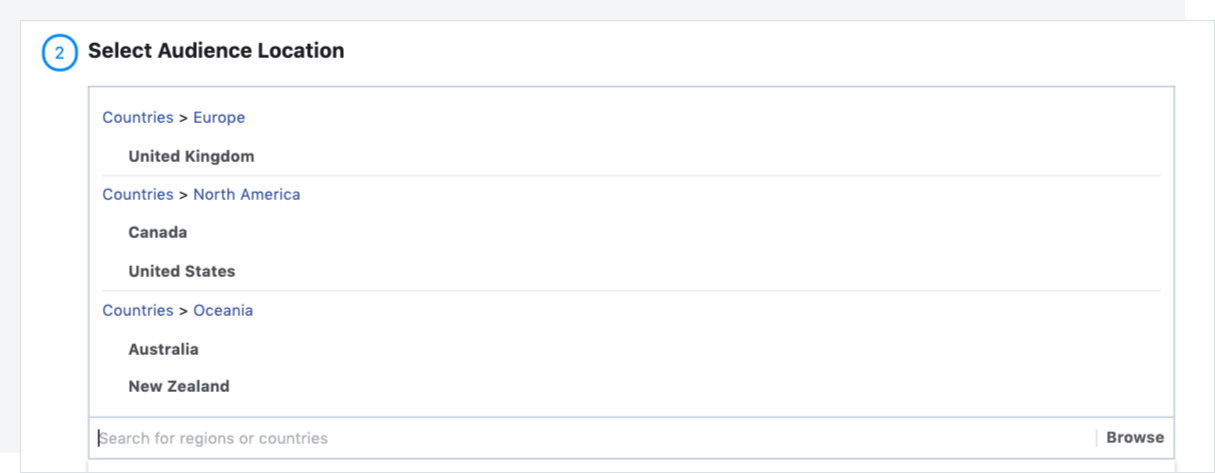 2 Select Audience Location
Countries > Europe
United Kingdom
Countries > North America
Canada
United States
Countries > Oceania
Australia
New Zealand
Search for regions or countries Browse